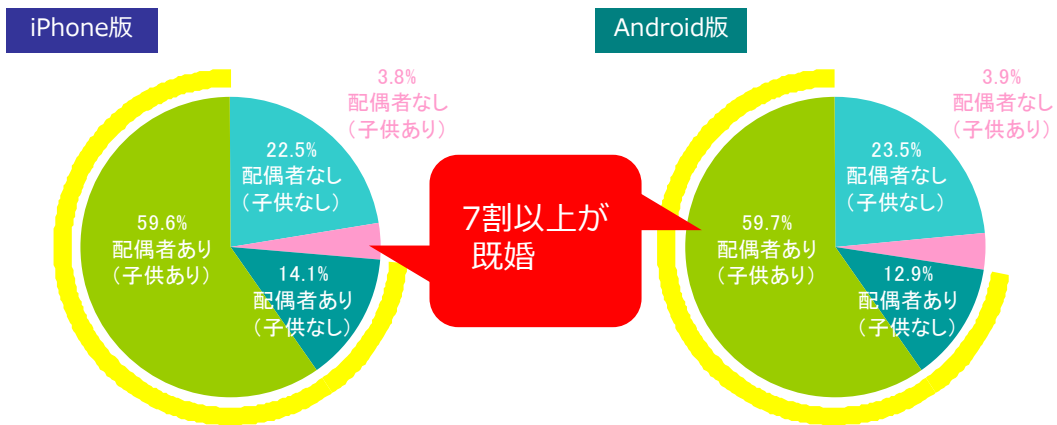 iPhone版
3.8%
配偶者なし
（子供あり）
22.5%
配偶者なし
（子供なし）
59.6%
配偶者あり
（子供あり）
14.1%
配偶者あり
（子供なし）
7割以上が
既婚
Android版
3.9%
配偶者なし
（子供あり）
23.5%
配偶者なし
（子供なし）
59.7%
配偶者あり
（子供あり）
12.9%
配偶者あり
（子供なし）